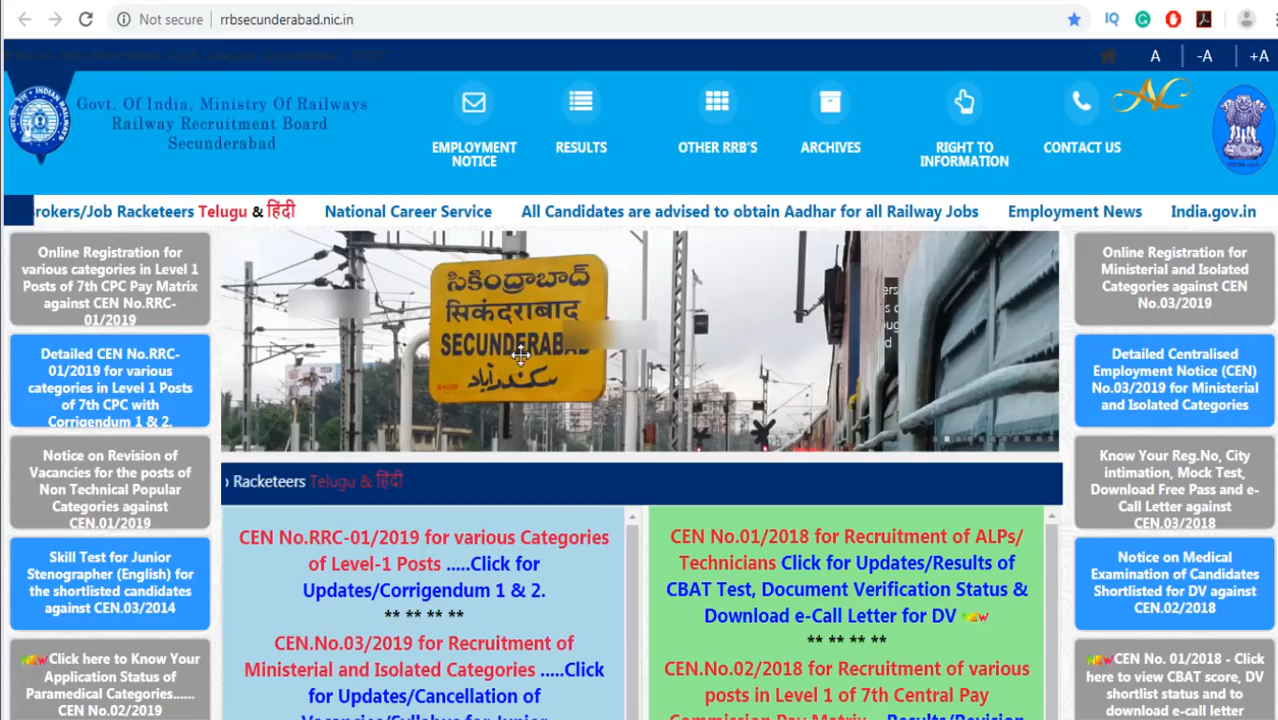 Not secure rrbsecunderabad.nic.in
A -A +A
Govt. Of India, Ministry Of Railways
Railway Recruitment Board
Secunderabad
EMPLOYMENT
NOTICE
RESULTS
OTHER RRB'S
ARCHIVES
RIGHT TO
INFORMATION
CONTACT US
AC
Brokers/Job Racketeers Telugu & हिंदी National Career Service All Candidates are advised to obtain Aadhar for all Railway Jobs Employment News India.gov.in
Online Registration for
various categories in Level 1
Posts of 7th CPC Pay Matrix
against CEN No.RRC-
01/2019
Detailed CEN No.RRC-
01/2019 for various
categories in Level 1 Posts
of 7th CPC with
Corrigendum 1 & 2.
Notice on Revision of
Vacancies for the posts of
Non Technical Popular
Categories against
CEN.01/2019
Skill Test for Junior
Stenographer (English) for
the shortlisted candidates
against CEN.03/2014
NEW Click here to Know Your
Application Status of
Paramedical Categories......
CEN No.02/2019
సికింద్రాబాద్
सिकंदराबाद
SECUNDERABAD
سکندرآباد
Racketeers Telugu & हिंदी
CEN No.RRC-01/2019 for various Categories
of Level-1 Posts .....Click for
Updates/Corrigendum 1 & 2.
** ** ** **
CEN.No.03/2019 for Recruitment of
Ministerial and Isolated Categories .....Click
for Updates/Cancellation of
Vacancies/Syllabus for Junior
CEN No.01/2018 for Recruitment of ALPs/
Technicians Click for Updates/Results of
CBAT Test, Document Verification Status &
Download e-Call Letter for DV NEW
** ** ** **
CEN.No.02/2018 for Recruitment of various
posts in Level 1 of 7th Central Pay
Commission Pay Matrix Results/Revision
Online Registration for
Ministerial and Isolated
Categories against CEN
No.03/2019
Detailed Centralised
Employment Notice (CEN)
No.03/2019 for Ministerial
and Isolated Categories
Know Your Reg.No, City
intimation, Mock Test,
Download Free Pass and e-
Call Letter against
CEN.03/2018
Notice on Medical
Examination of Candidates
Shortlisted for DV against
CEN.02/2018
NEW CEN No. 01/2018 - Click
here to view CBAT score, DV
shortlist status and to
download e-call letter